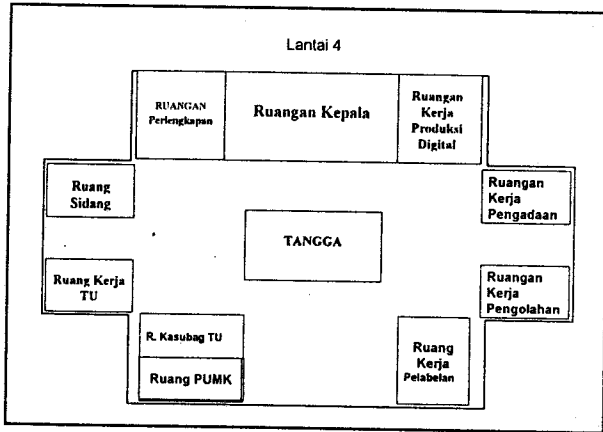 Lantai 4
RUANGAN
Perlengkapan
Ruangan Kepala
Ruangan
Kerja
Produksi
Digital
Ruang
Sidang
Ruangan
Kerja
Pengadaan
TANGGA
Ruang Kerja
TU
Ruangan
Kerja
Pengolahan
R. Kasubag TU
Ruang PUMK
Ruang
Kerja
Pelabelan